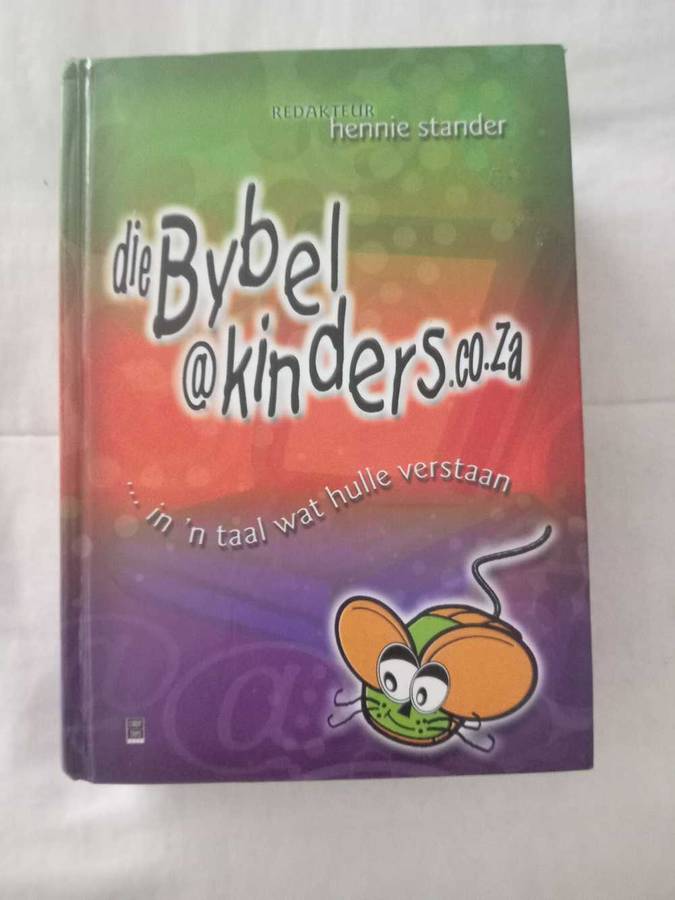 REDAKTEUR
hennie stander
die Bybel
@kinders.co.za
... in 'n taal wat hulle verstaan